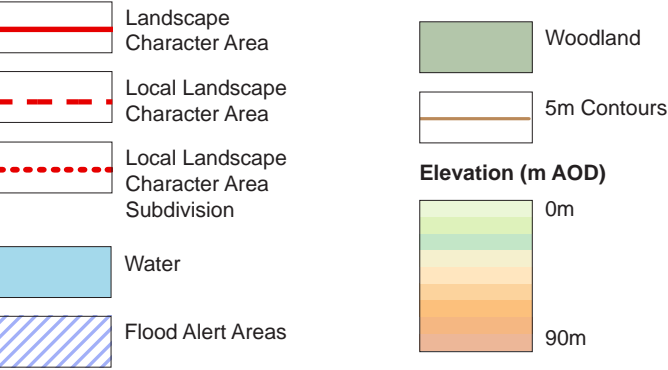 Landscape
Character Area
Local Landscape
Character Area
Local Landscape
Character Area
Subdivision
Water
Flood Alert Areas
Woodland
5m Contours
Elevation (m AOD)
0m
90m